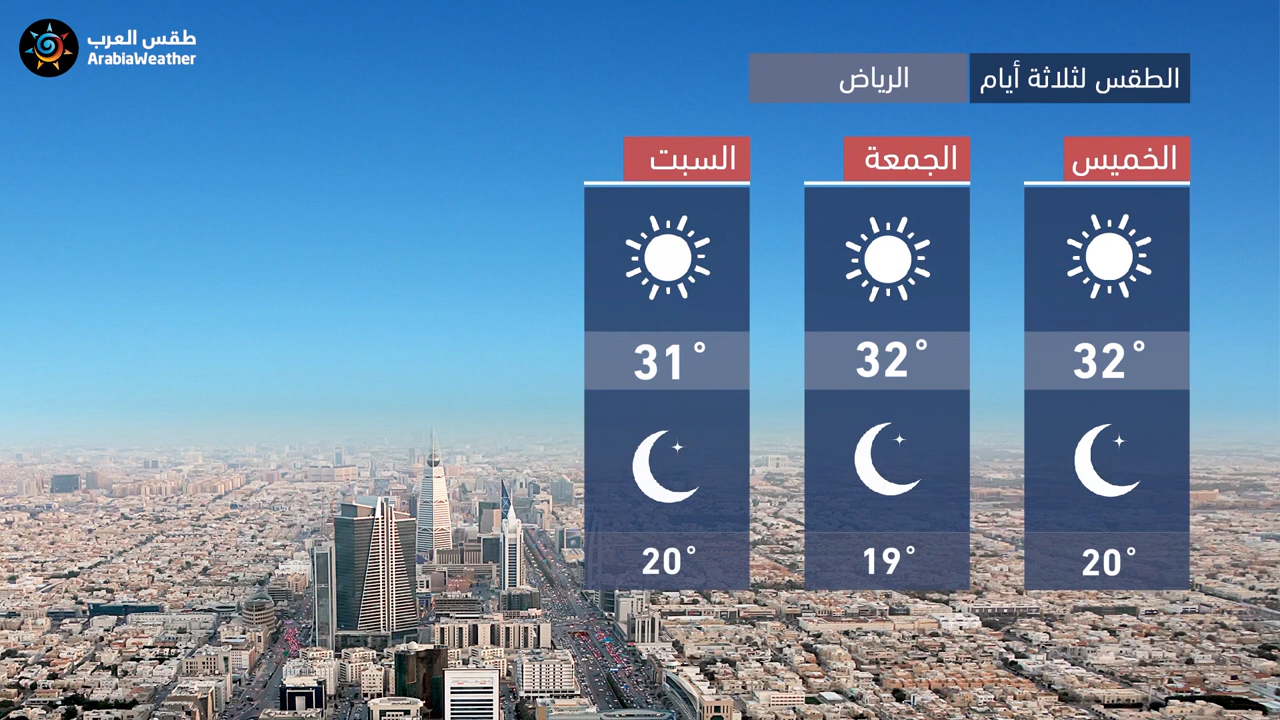 طقس العرب
ArabiaWeather
الطقس لثلاثة أيام
الرياض
الخميس
الجمعة
السبت
32°
32°
31°
20°
19°
20°